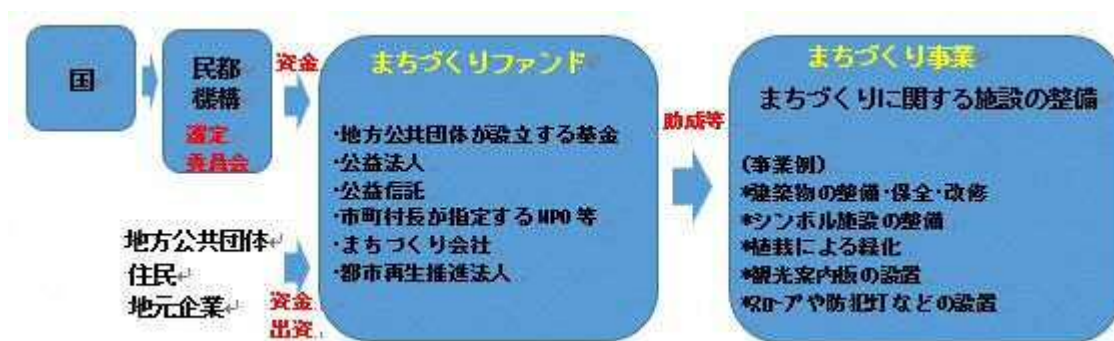 国
民都
機構
選定
委員会
資金
地方公共団体
住民
地元企業
資金
出資
まちづくりファンド
・地方公共団体が設立する基金
・公益法人
・公益信託
・市町村長が指定するNPO等
・まちづくり会社
・都市再生推進法人
助成等
まちづくり事業
まちづくりに関する施設の整備
(事業例)
*建築物の整備・保全・改修
*シンボル施設の整備
*植栽による緑化
*観光案内版の設置
*スロープや防犯灯などの設置